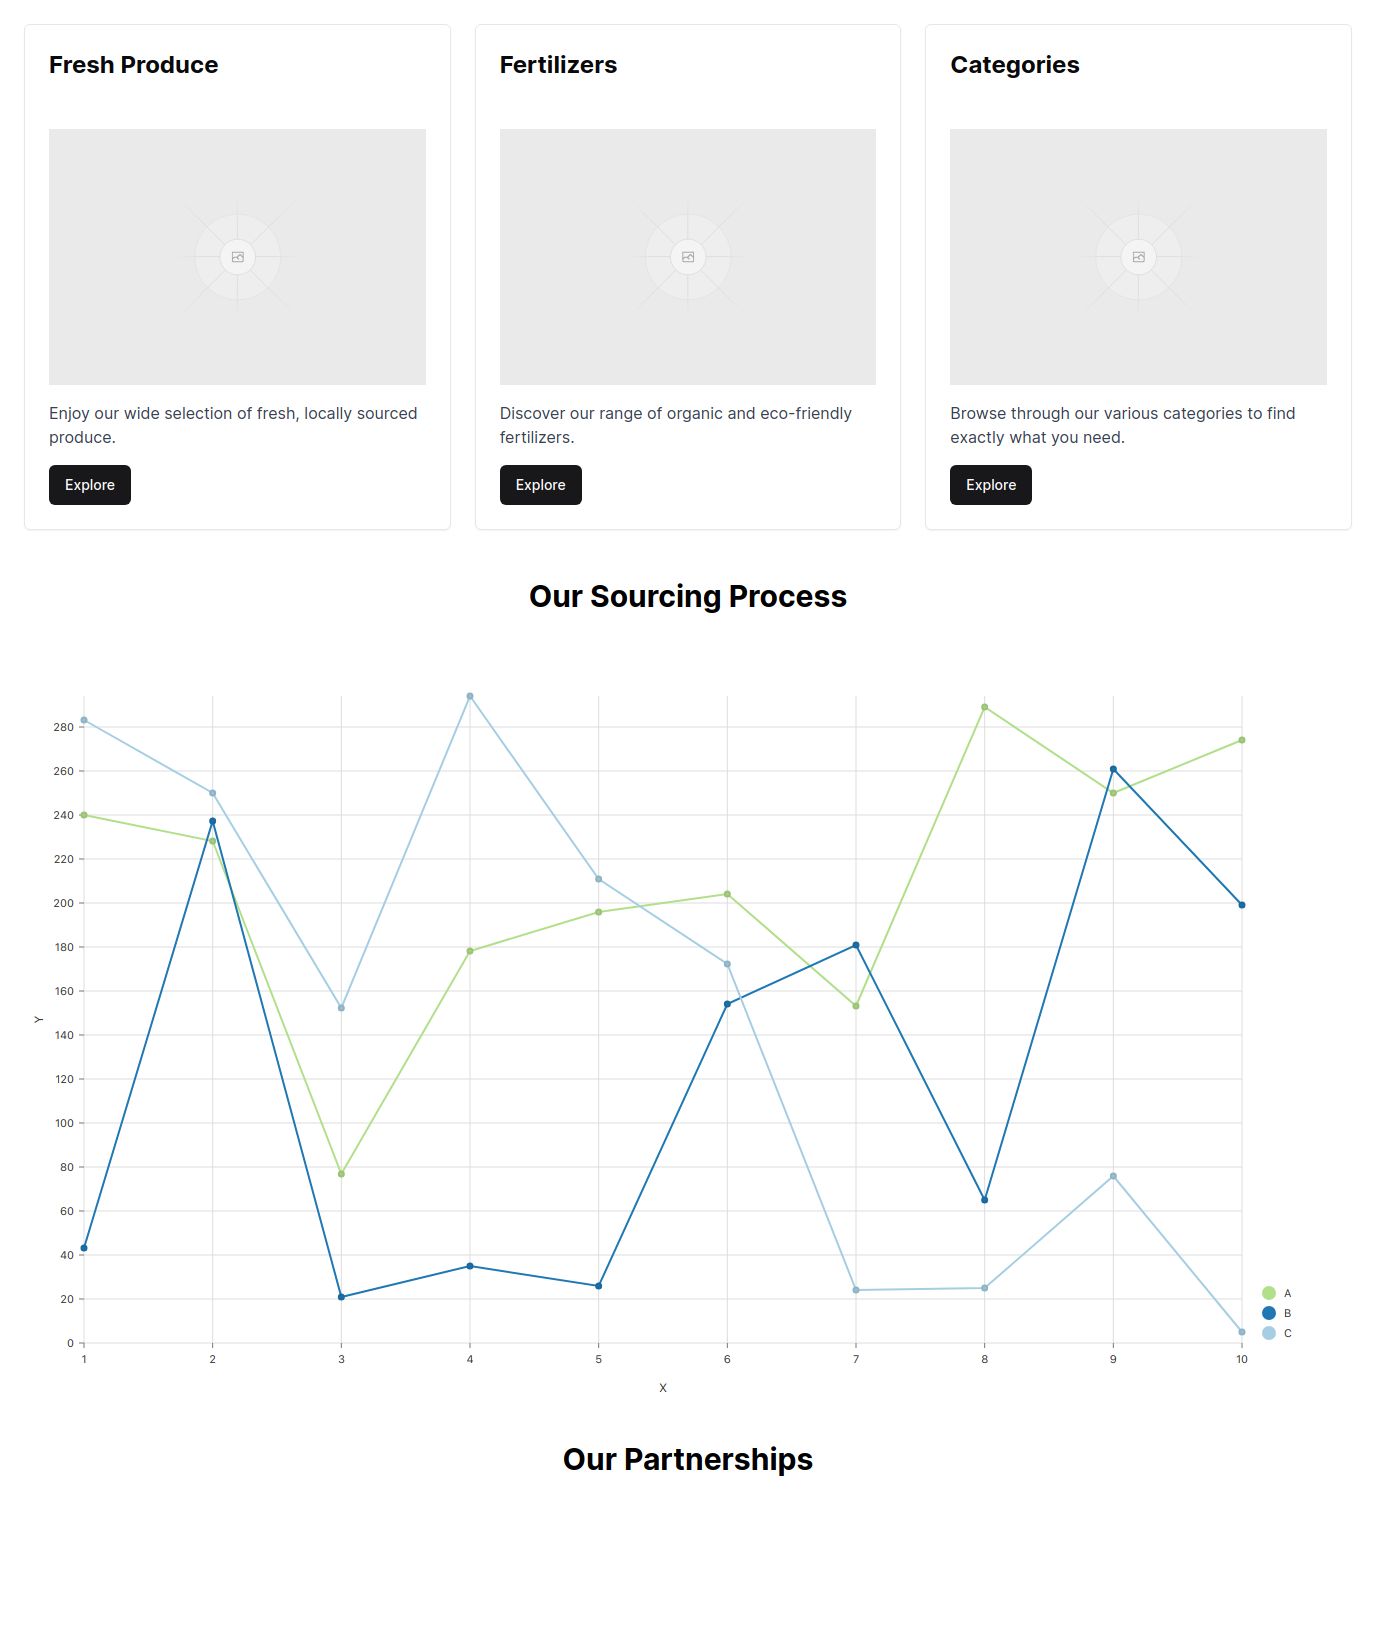 Fresh Produce
Enjoy our wide selection of fresh, locally sourced
produce.
Explore
Fertilizers
Discover our range of organic and eco-friendly
fertilizers.
Explore
Categories
Browse through our various categories to find
exactly what you need.
Explore
Our Sourcing Process
280
260
240
220
200
180
160
140
120
100
80
60
40
20
0
Y
1 2 3 4 5 6 7 8 9 10
X
A
B
C
Our Partnerships